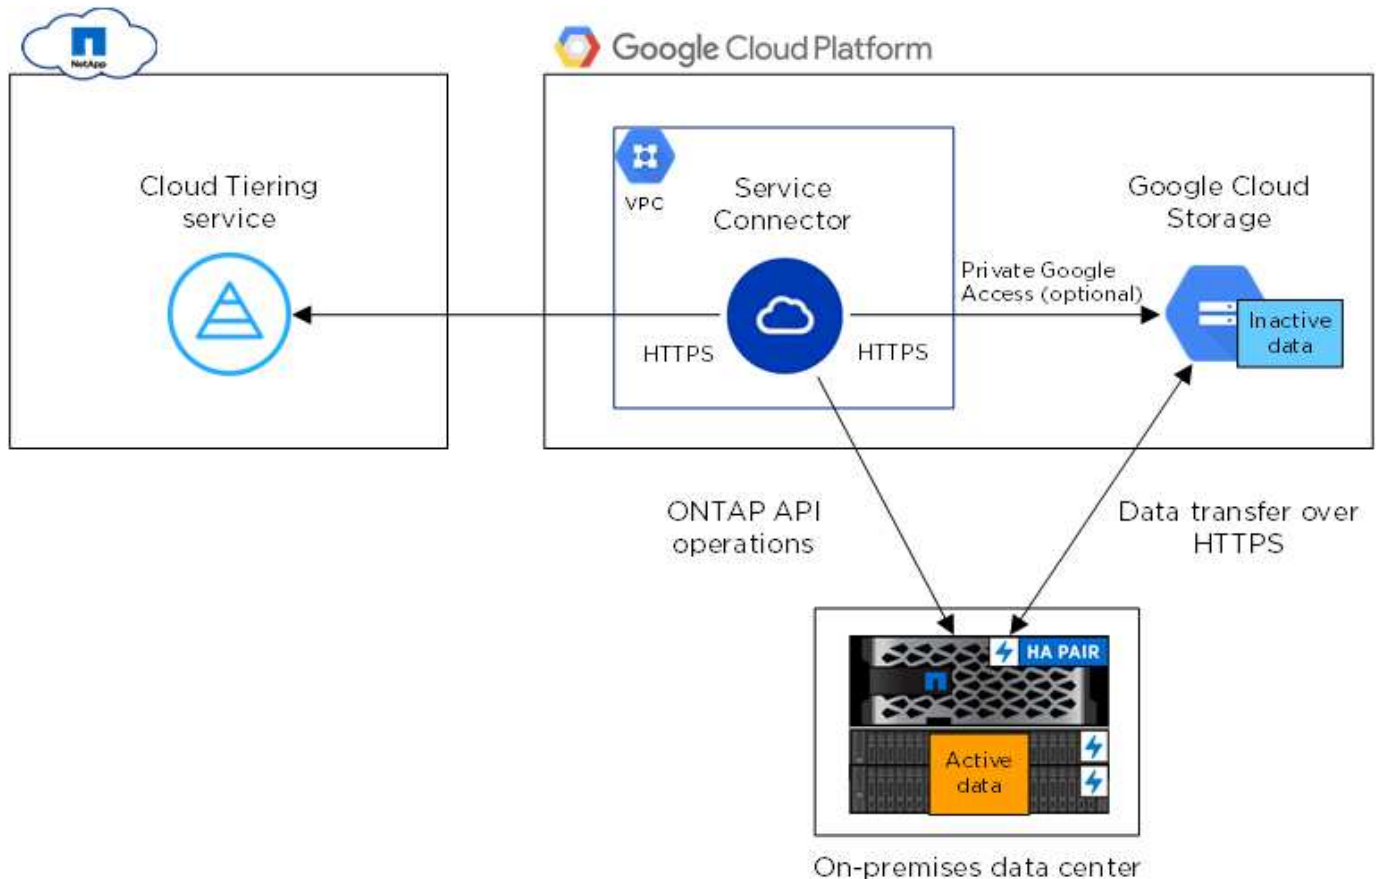 NetApp
Google Cloud Platform
Cloud Tiering
service
VPC
Service
Connector
Google Cloud
Storage
Private Google
Access (optional)
Inactive
data
HTTPS
HTTPS
ONTAP API
operations
Data transfer over
HTTPS
HA PAIR
Active
data
On-premises data center